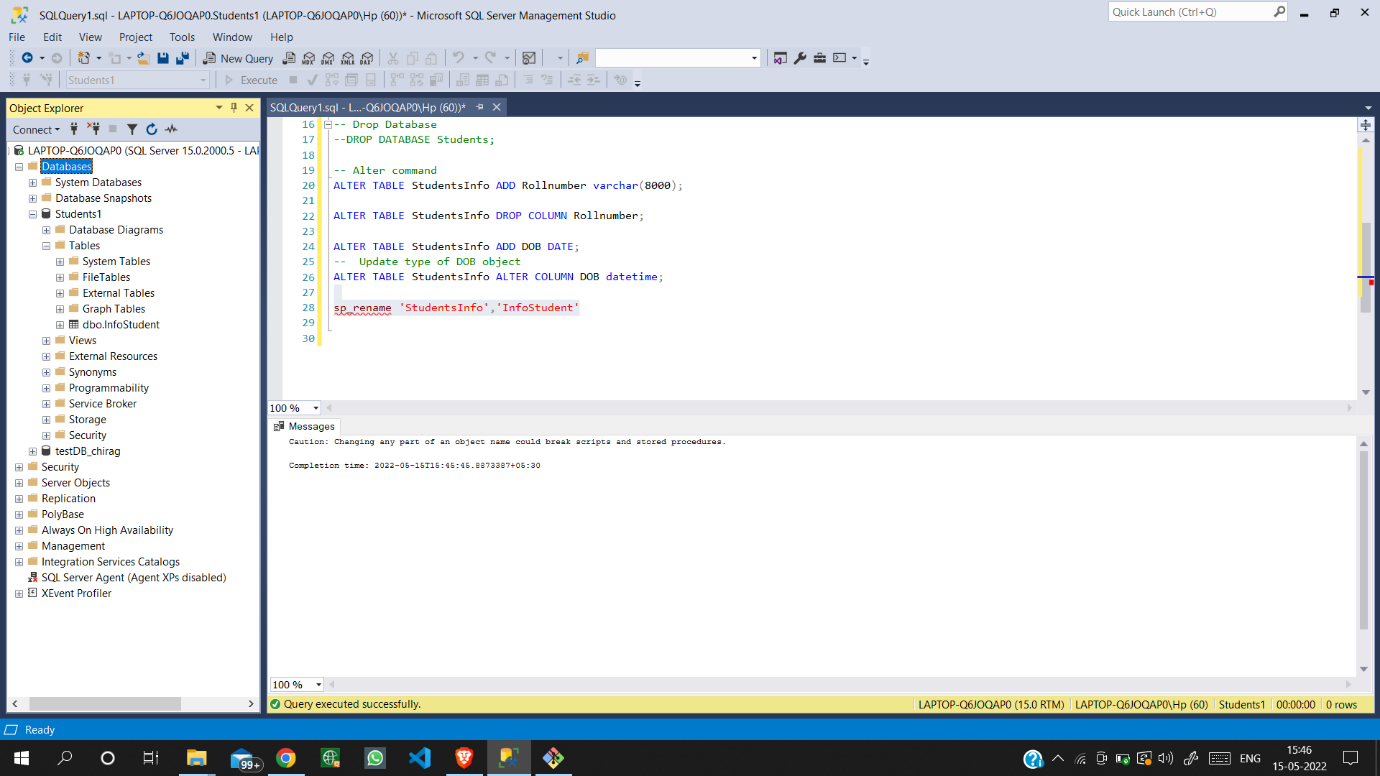 SQLQuery1.sql - LAPTOP-Q6JOQAP0.Students1 (LAPTOP-Q6JOQAP0\Hp (60))* - Microsoft SQL Server Management Studio
Quick Launch (Ctrl+Q)
File Edit View Project Tools Window Help
New Query MDX DMX XMLA DAX
Students1 Execute
Object Explorer
Connect
LAPTOP-Q6JOQAP0 (SQL Server 15.0.2000.5 - LAP
Databases
System Databases
Database Snapshots
Students1
Database Diagrams
Tables
System Tables
FileTables
External Tables
Graph Tables
dbo.InfoStudent
Views
External Resources
Synonyms
Programmability
Service Broker
Storage
Security
testDB_chirag
Security
Server Objects
Replication
PolyBase
Always On High Availability
Management
Integration Services Catalogs
SQL Server Agent (Agent XPs disabled)
XEvent Profiler
SQLQuery1.sql - L...-Q6JOQAP0\Hp (60))*
16 -- Drop Database
17 --DROP DATABASE Students;
18
19 -- Alter command
20 ALTER TABLE StudentsInfo ADD Rollnumber varchar(8000);
21
22 ALTER TABLE StudentsInfo DROP COLUMN Rollnumber;
23
24 ALTER TABLE StudentsInfo ADD DOB DATE;
25 --  Update type of DOB object
26 ALTER TABLE StudentsInfo ALTER COLUMN DOB datetime;
27
28 sp_rename 'StudentsInfo','InfoStudent'
29
30
100 %
Messages
Caution: Changing any part of an object name could break scripts and stored procedures.
Completion time: 2022-05-15T15:45:45.8873387+05:30
100 %
Query executed successfully. LAPTOP-Q6JOQAP0 (15.0 RTM) LAPTOP-Q6JOQAP0\Hp (60) Students1 00:00:00 0 rows
Ready
99+
ENG
15:46
15-05-2022